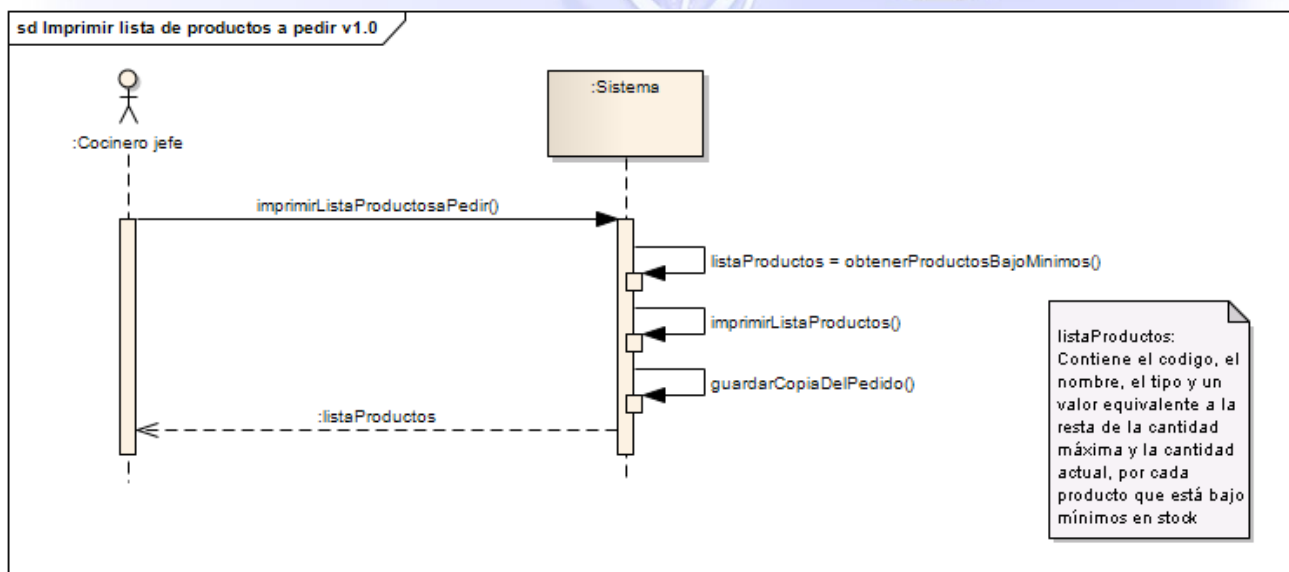 sd Imprimir lista de productos a pedir v1.0
:Cocinero jefe
:Sistema
imprimirListaProductosaPedir()
listaProductos = obtenerProductosBajoMinimos()
imprimirListaProductos()
guardarCopiaDelPedido()
:listaProductos
listaProductos:
Contiene el codigo, el
nombre, el tipo y un
valor equivalente a la
resta de la cantidad
máxima y la cantidad
actual, por cada
producto que está bajo
mínimos en stock